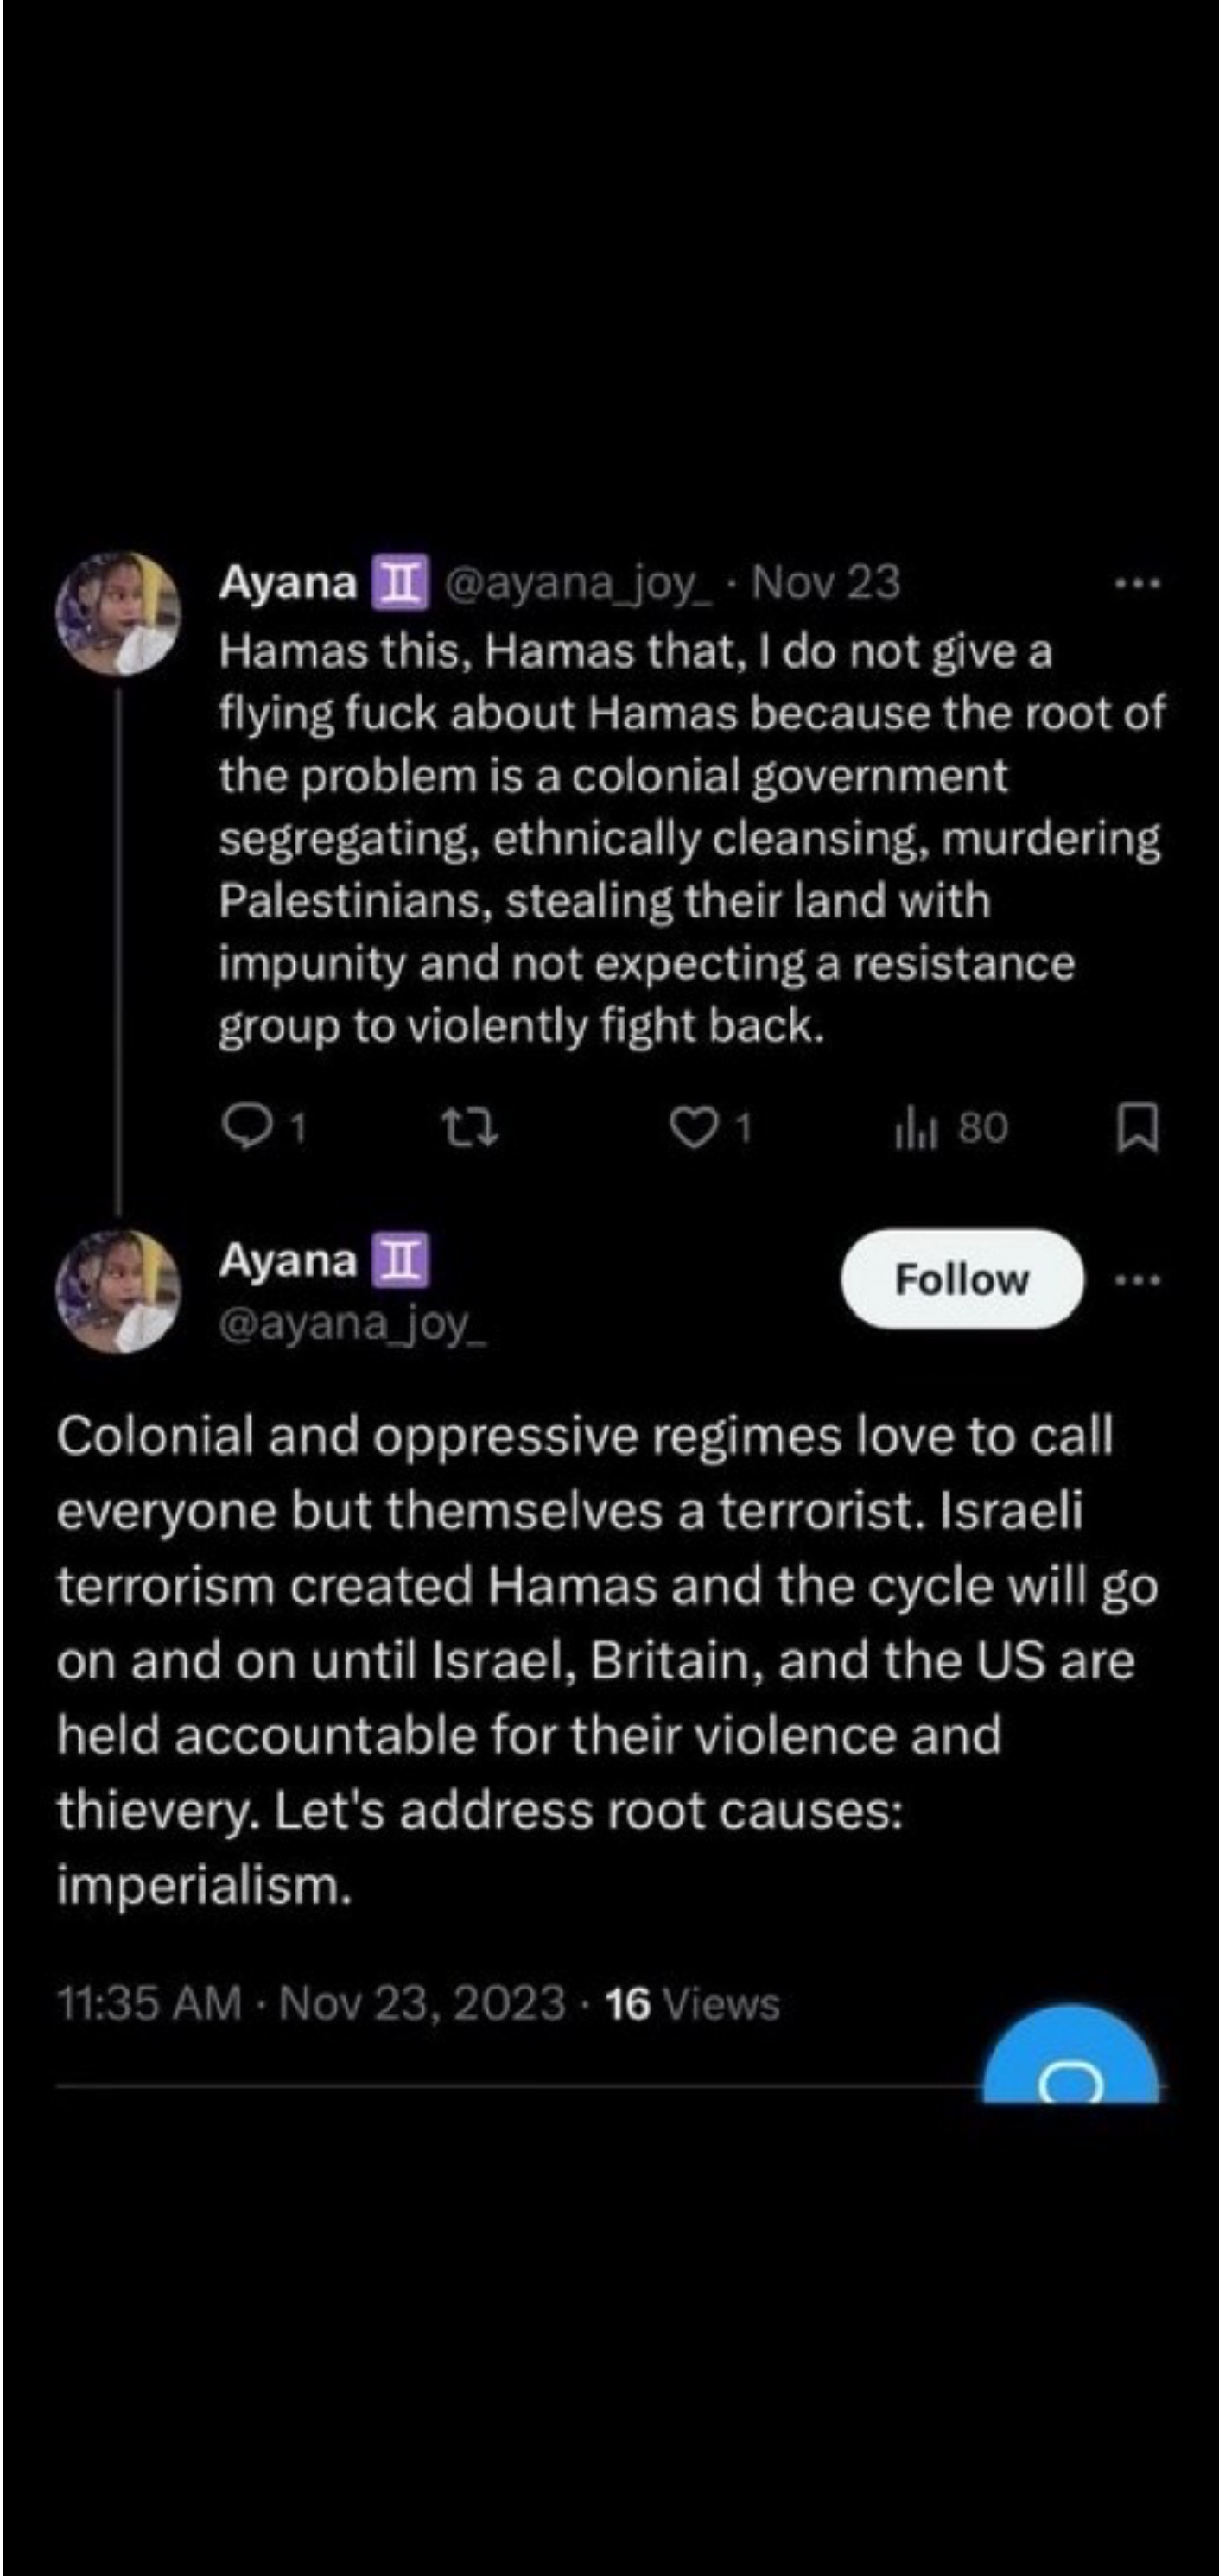 Ayana ♊ @ayana_joy_ · Nov 23
Hamas this, Hamas that, I do not give a
flying fuck about Hamas because the root of
the problem is a colonial government
segregating, ethnically cleansing, murdering
Palestinians, stealing their land with
impunity and not expecting a resistance
group to violently fight back.
1 1 80
Ayana ♊
Follow
@ayana_joy_
Colonial and oppressive regimes love to call
everyone but themselves a terrorist. Israeli
terrorism created Hamas and the cycle will go
on and on until Israel, Britain, and the US are
held accountable for their violence and
thievery. Let's address root causes:
imperialism.
11:35 AM · Nov 23, 2023 · 16 Views